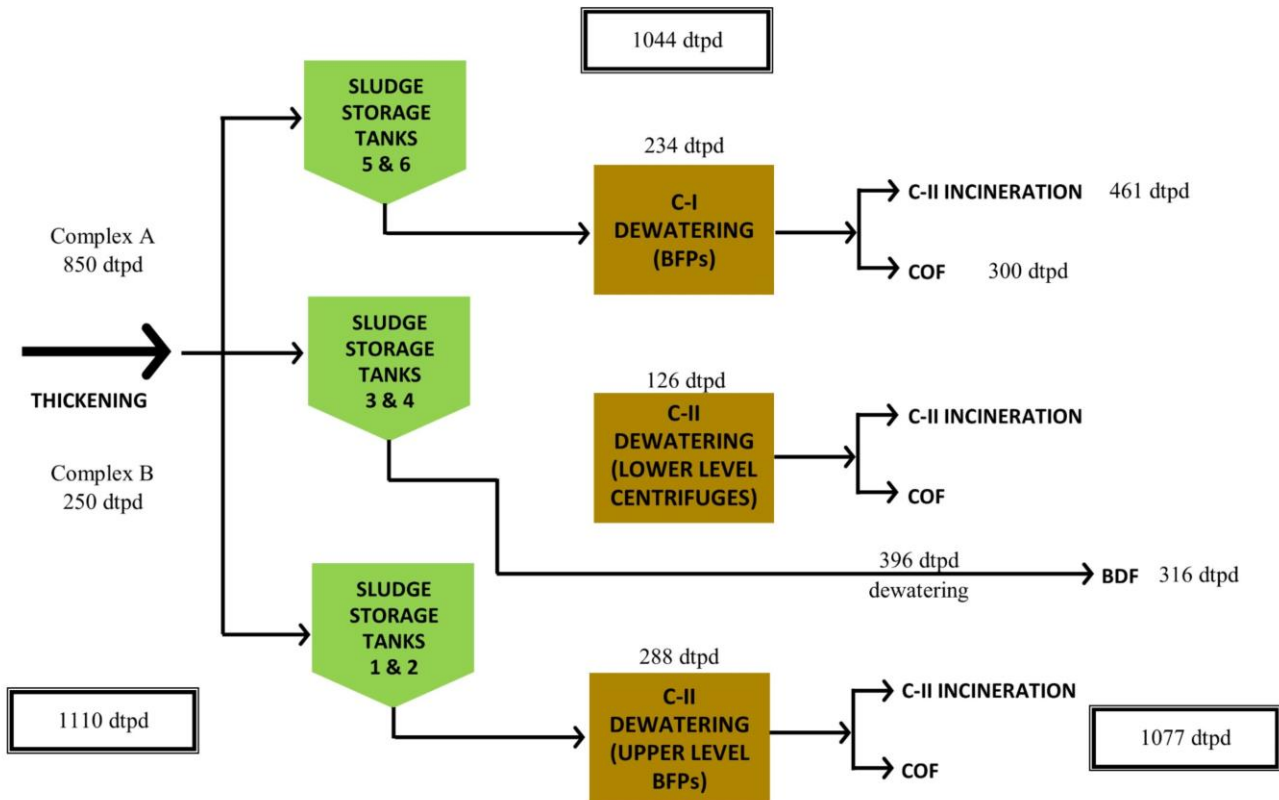 1044 dtpd
SLUDGE
STORAGE
TANKS
5 & 6
234 dtpd
C-I
DEWATERING
(BFPs)
C-II INCINERATION 461 dtpd
COF 300 dtpd
Complex A
850 dtpd
THICKENING
Complex B
250 dtpd
SLUDGE
STORAGE
TANKS
3 & 4
126 dtpd
C-II
DEWATERING
(LOWER LEVEL
CENTRIFUGES)
C-II INCINERATION
COF
396 dtpd
dewatering
BDF 316 dtpd
SLUDGE
STORAGE
TANKS
1 & 2
288 dtpd
C-II
DEWATERING
(UPPER LEVEL
BFPs)
C-II INCINERATION
COF
1110 dtpd
1077 dtpd